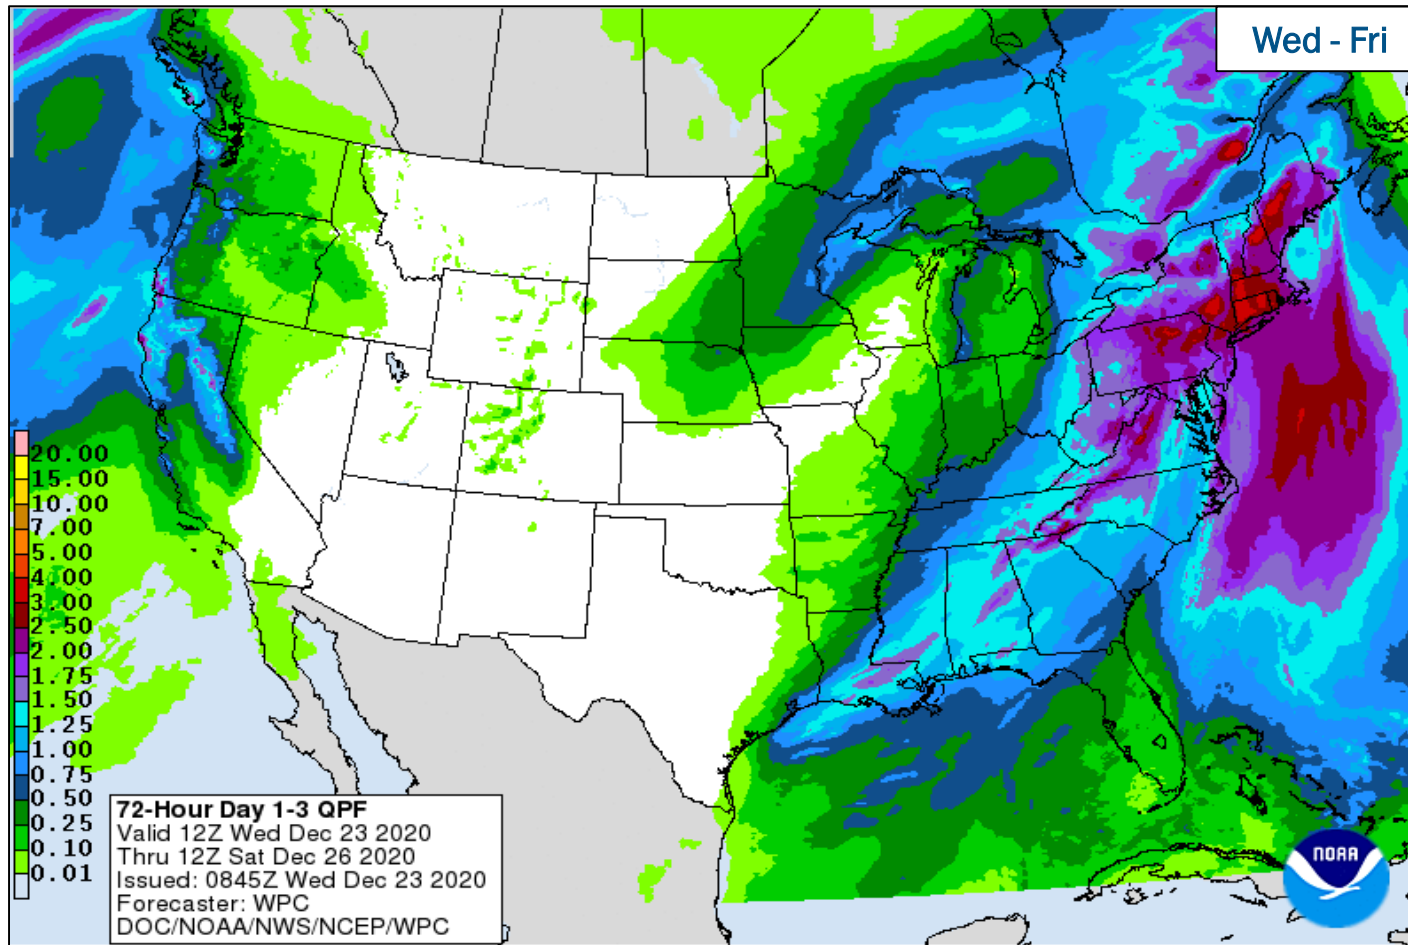 Wed - Fri
20.00
15.00
10.00
7.00
5.00
4.00
3.00
2.50
2.00
1.75
1.50
1.25
1.00
0.75
0.50
0.25
0.10
0.01
72-Hour Day 1-3 QPF
Valid 12Z Wed Dec 23 2020
Thru 12Z Sat Dec 26 2020
Issued: 0845Z Wed Dec 23 2020
Forecaster: WPC
DOC/NOAA/NWS/NCEP/WPC
NOAA